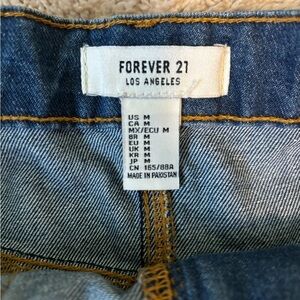 FOREVER 21
LOS ANGELES
US M
CA M
MX/ECU M
BR M
EU M
UK M
KR M
JP M
CN 165/88A
MADE IN PAKISTAN